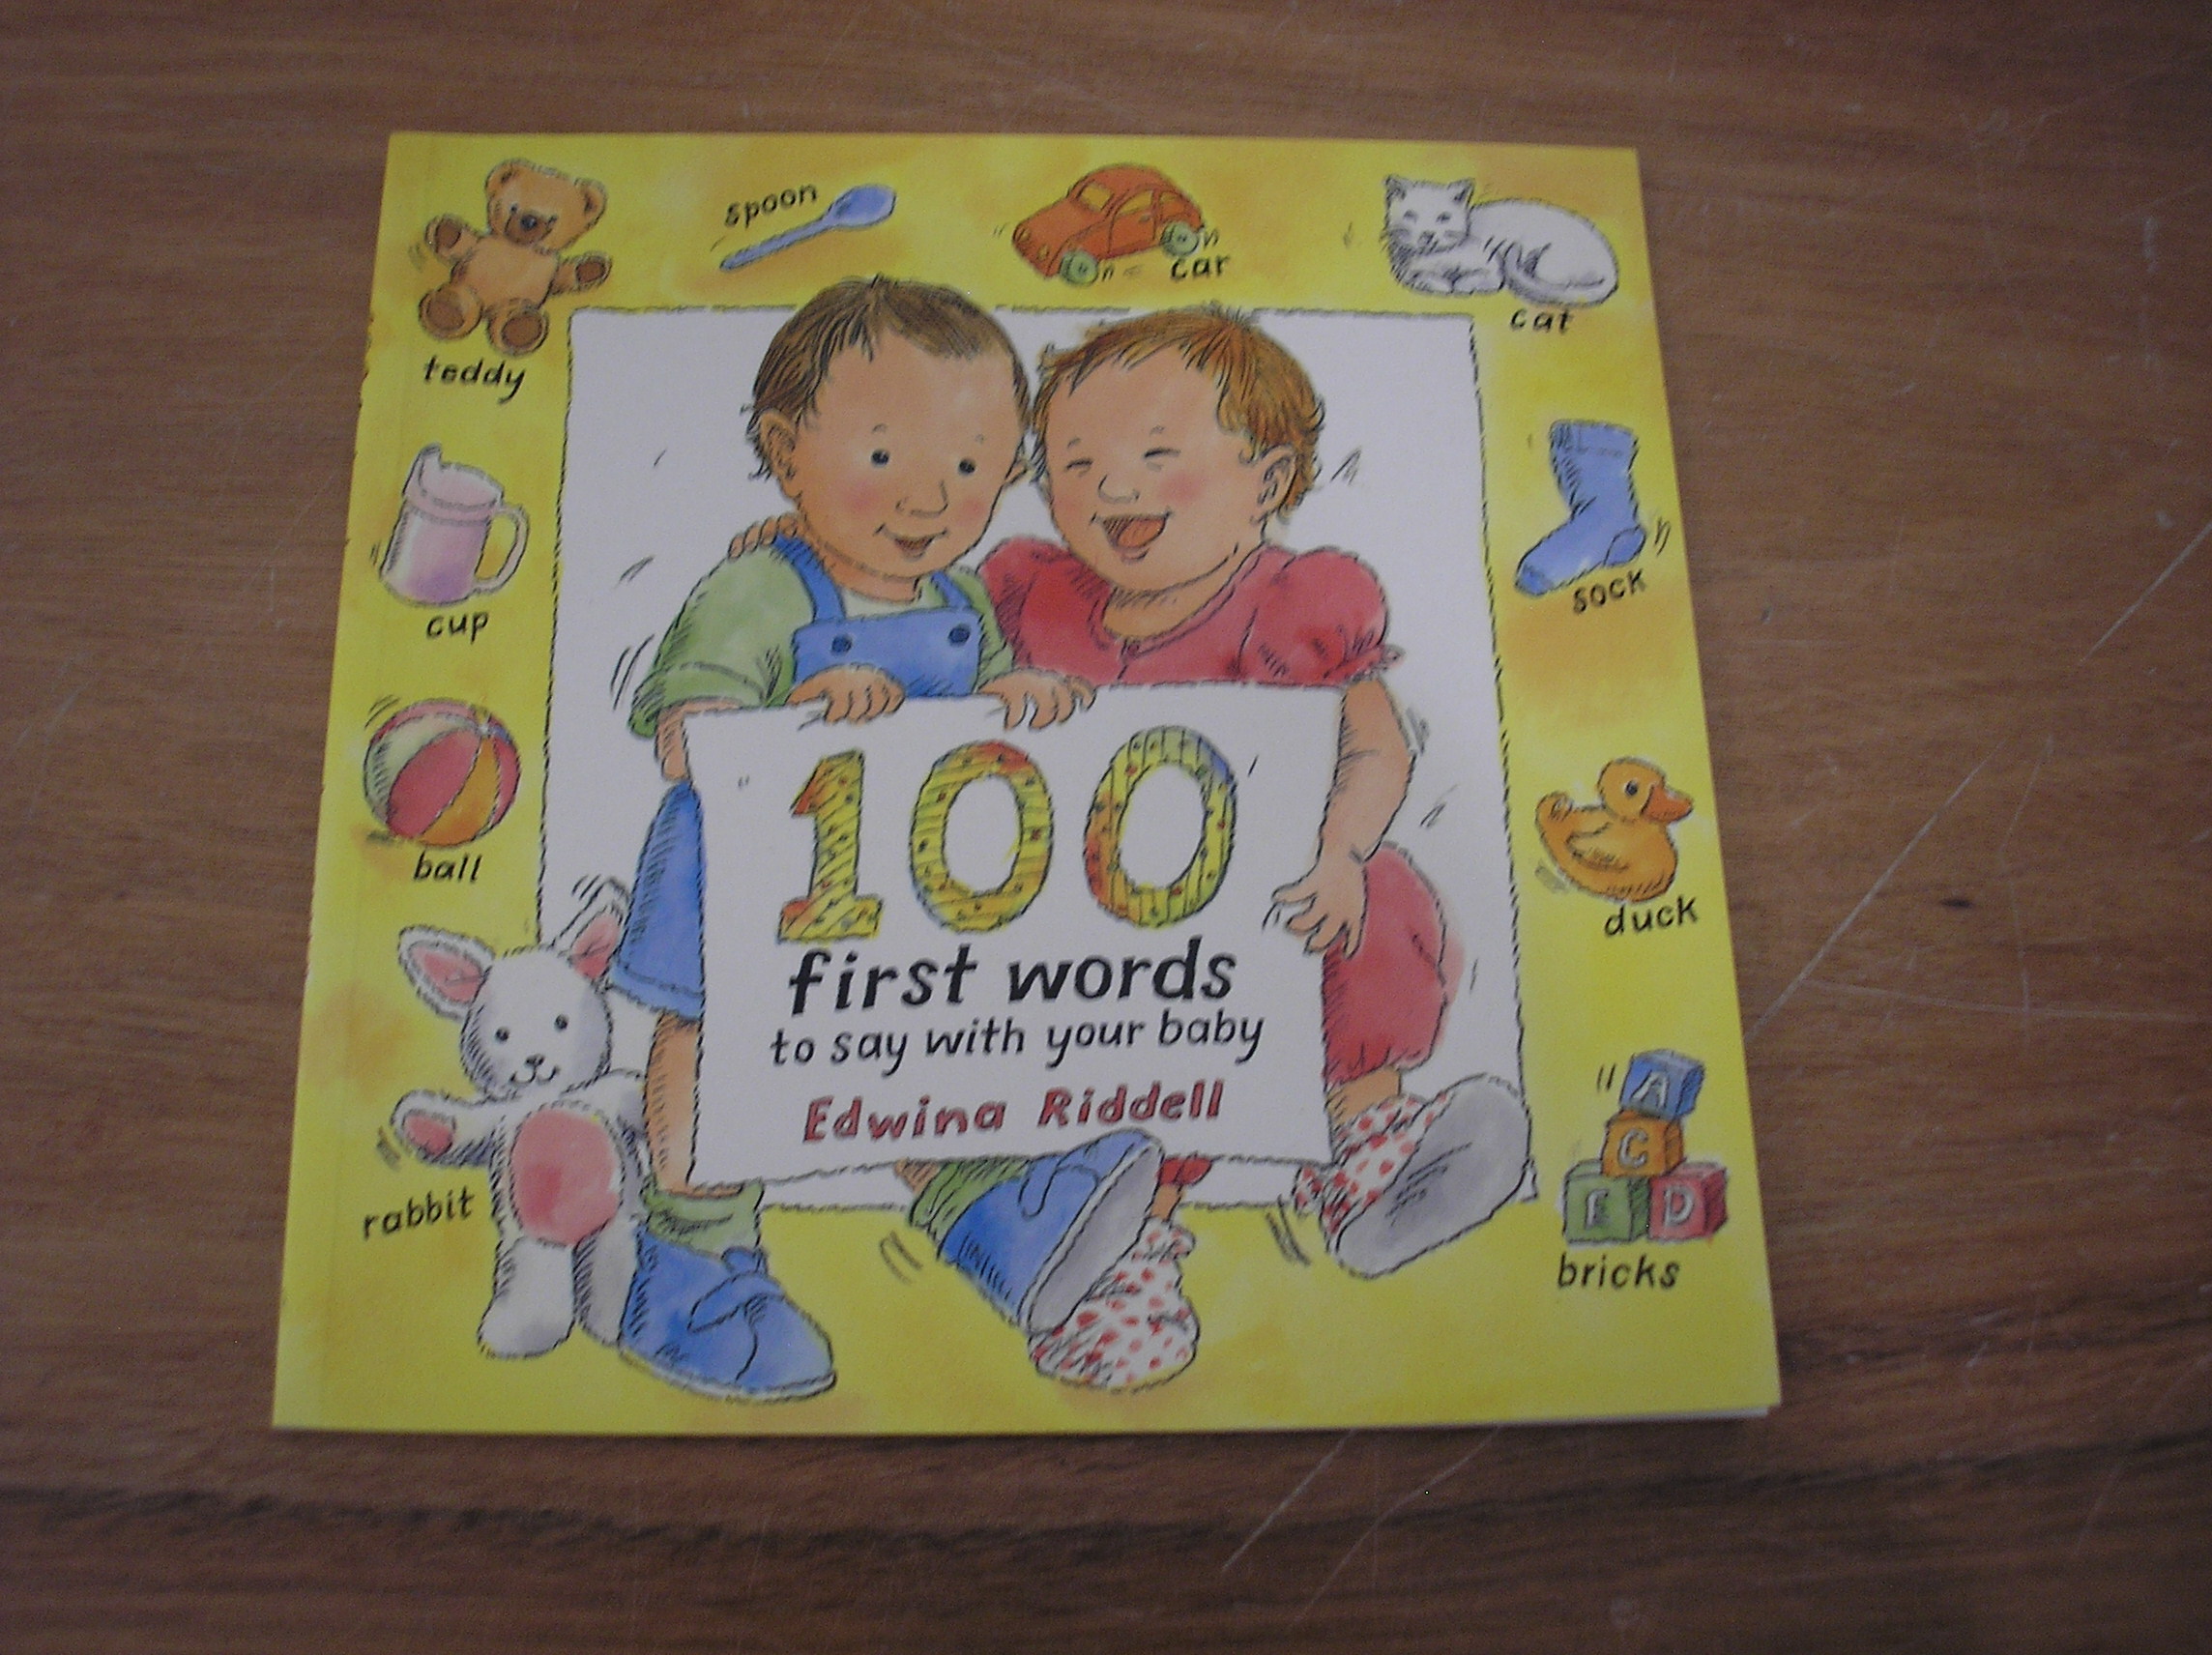 spoon
car
cat
teddy
sock
cup
ball
duck
100
first words
to say with your baby
Edwina Riddell
rabbit
A
C
E D
bricks